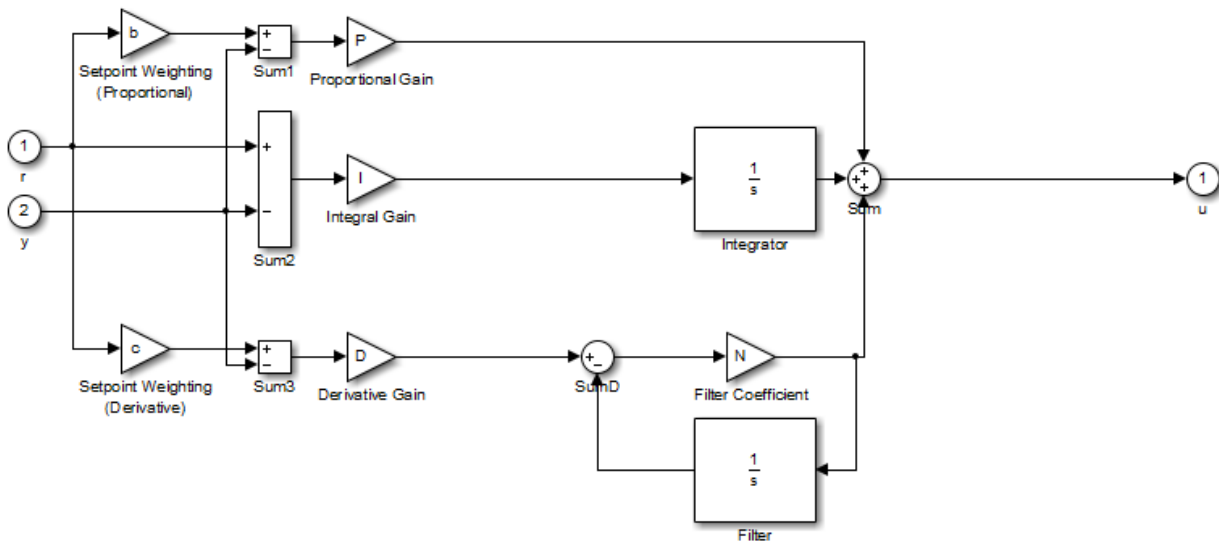 b
+
−
Sum1
P
Proportional Gain
Setpoint Weighting
(Proportional)
1
r
2
y
+
−
Sum2
I
Integral Gain
1
s
Integrator
+
+
+
Sum
1
u
c
Setpoint Weighting
(Derivative)
+
−
Sum3
D
Derivative Gain
+
−
SumD
N
Filter Coefficient
1
s
Filter